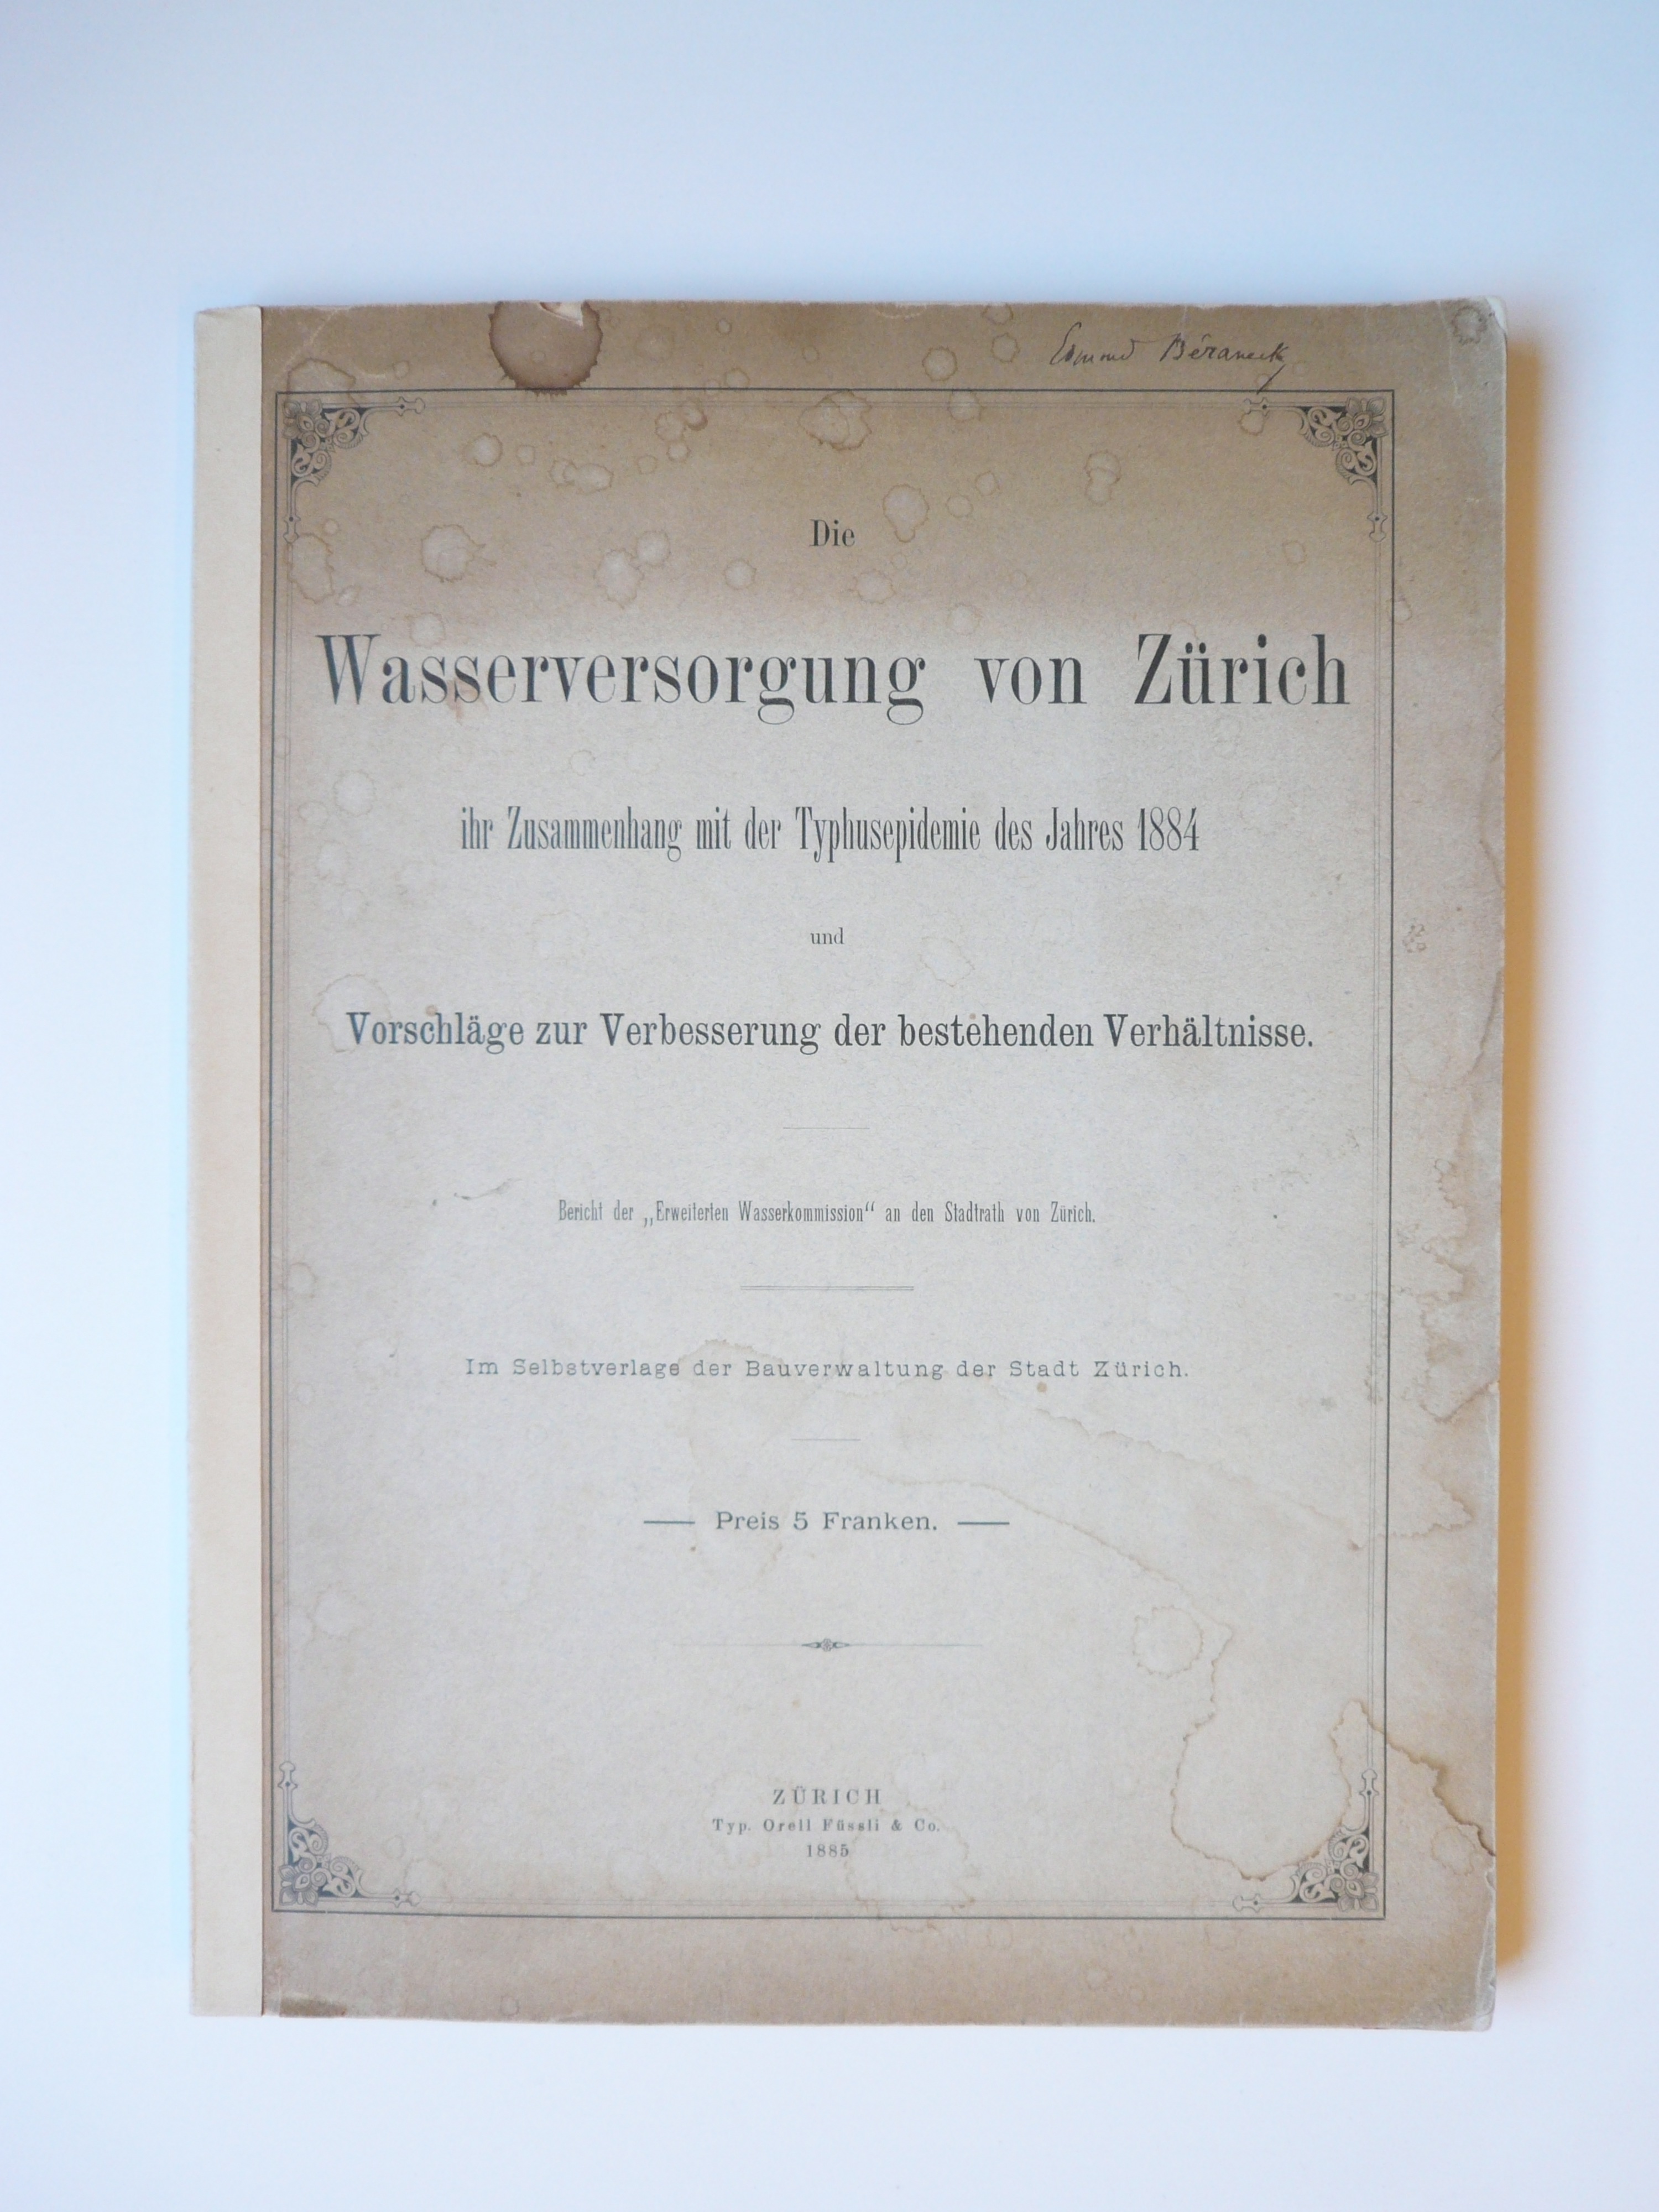 Edmond Béraneck
Die
Wasserversorgung von Zürich
ihr Zusammenhang mit der Typhusepidemie des Jahres 1884
und
Vorschläge zur Verbesserung der bestehenden Verhältnisse.
Bericht der „Erweiterten Wasserkommission“ an den Stadtrath von Zürich.
Im Selbstverlage der Bauverwaltung der Stadt Zürich.
Preis 5 Franken.
ZÜRICH
Typ. Orell Füssli & Co.
1885